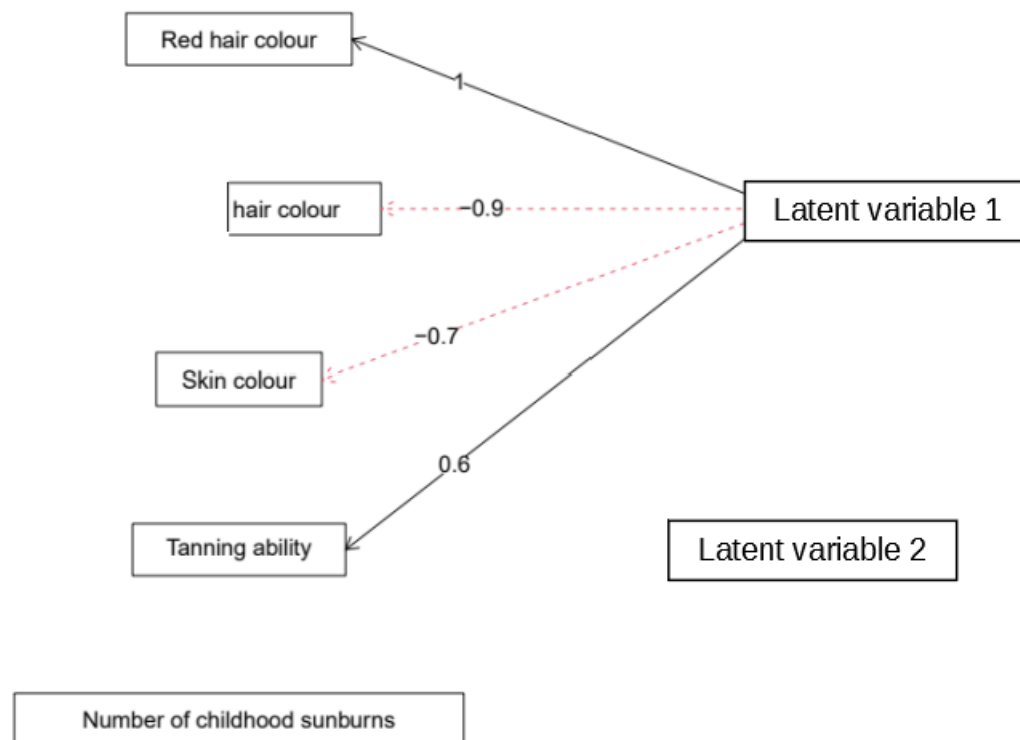 Red hair colour
1
hair colour
−0.9
Latent variable 1
−0.7
Skin colour
0.6
Tanning ability
Latent variable 2
Number of childhood sunburns